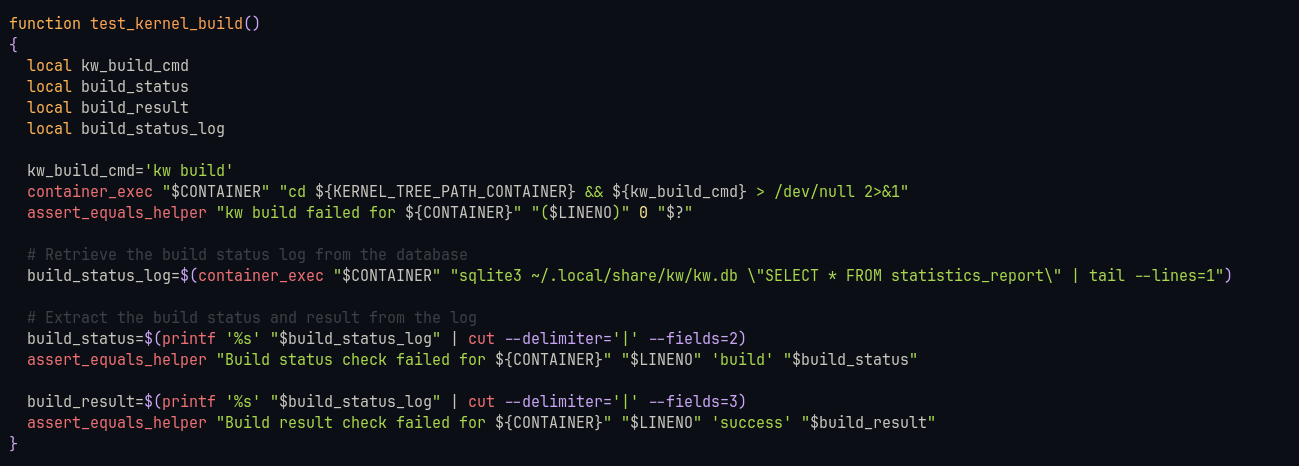 function test_kernel_build()
{
  local kw_build_cmd
  local build_status
  local build_result
  local build_status_log

  kw_build_cmd='kw build'
  container_exec "$CONTAINER" "cd ${KERNEL_TREE_PATH_CONTAINER} && ${kw_build_cmd} > /dev/null 2>&1"
  assert_equals_helper "kw build failed for ${CONTAINER}" "($LINENO)" 0 "$?"

  # Retrieve the build status log from the database
  build_status_log=$(container_exec "$CONTAINER" "sqlite3 ~/.local/share/kw/kw.db \"SELECT * FROM statistics_report\" | tail --lines=1")

  # Extract the build status and result from the log
  build_status=$(printf '%s' "$build_status_log" | cut --delimiter='|' --fields=2)
  assert_equals_helper "Build status check failed for ${CONTAINER}" "$LINENO" 'build' "$build_status"

  build_result=$(printf '%s' "$build_status_log" | cut --delimiter='|' --fields=3)
  assert_equals_helper "Build result check failed for ${CONTAINER}" "$LINENO" 'success' "$build_result"
}